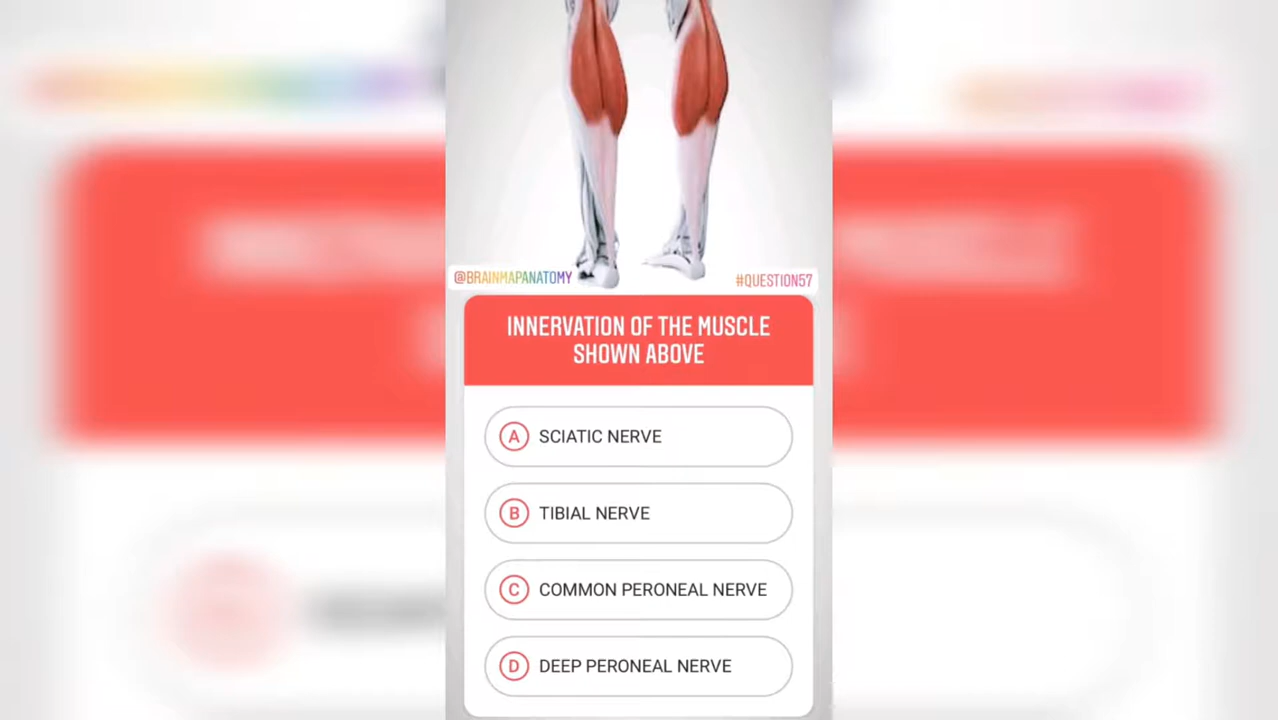 @BRAINMAPANATOMY
#QUESTION57
INNERVATION OF THE MUSCLE
SHOWN ABOVE
A SCIATIC NERVE
B TIBIAL NERVE
C COMMON PERONEAL NERVE
D DEEP PERONEAL NERVE